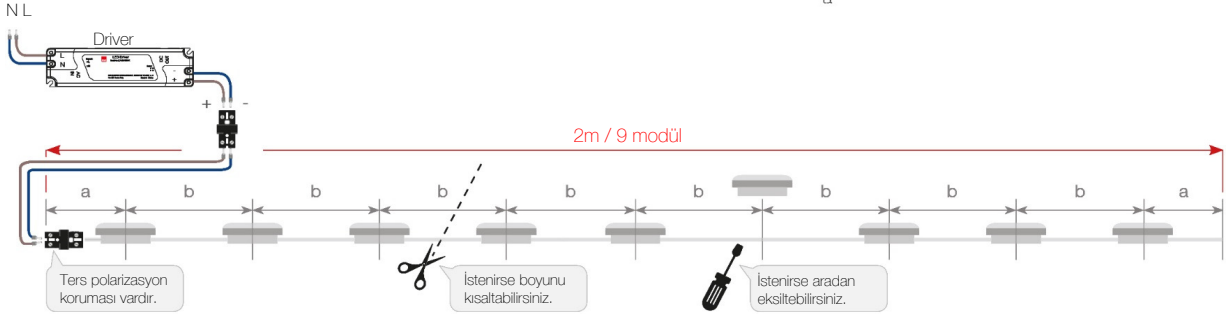 a
N L
Driver
L
N
+ -
2m / 9 modül
a b b b b b b b b a
Ters polarizasyon
koruması vardır.
İstenirse boyunu
kısaltabilirsiniz.
İstenirse aradan
eksiltebilirsiniz.